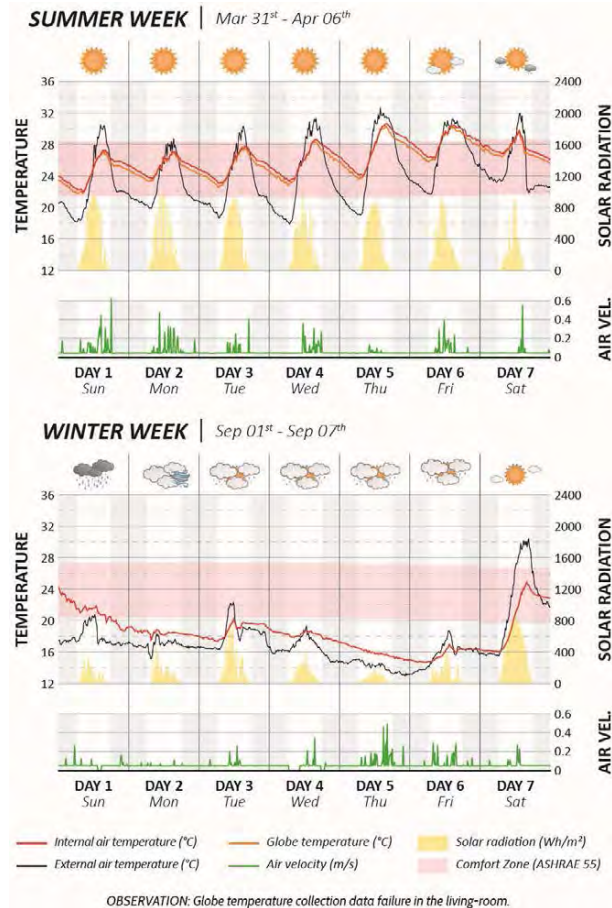 SUMMER WEEK | Mar 31st - Apr 06th
TEMPERATURE
36
32
28
24
20
16
12
2400
2000
1600
1200
800
400
0
SOLAR RADIATION
0.6
0.4
0.2
0
AIR VEL.
DAY 1 DAY 2 DAY 3 DAY 4 DAY 5 DAY 6 DAY 7
Sun Mon Tue Wed Thu Fri Sat
WINTER WEEK | Sep 01st - Sep 07th
TEMPERATURE
36
32
28
24
20
16
12
2400
2000
1600
1200
800
400
0
SOLAR RADIATION
0.6
0.4
0.2
0
AIR VEL.
DAY 1 DAY 2 DAY 3 DAY 4 DAY 5 DAY 6 DAY 7
Sun Mon Tue Wed Thu Fri Sat
Internal air temperature (°C) Globe temperature (°C) Solar radiation (Wh/m²)
External air temperature (°C) Air velocity (m/s) Comfort Zone (ASHRAE 55)
OBSERVATION: Globe temperature collection data failure in the living-room.